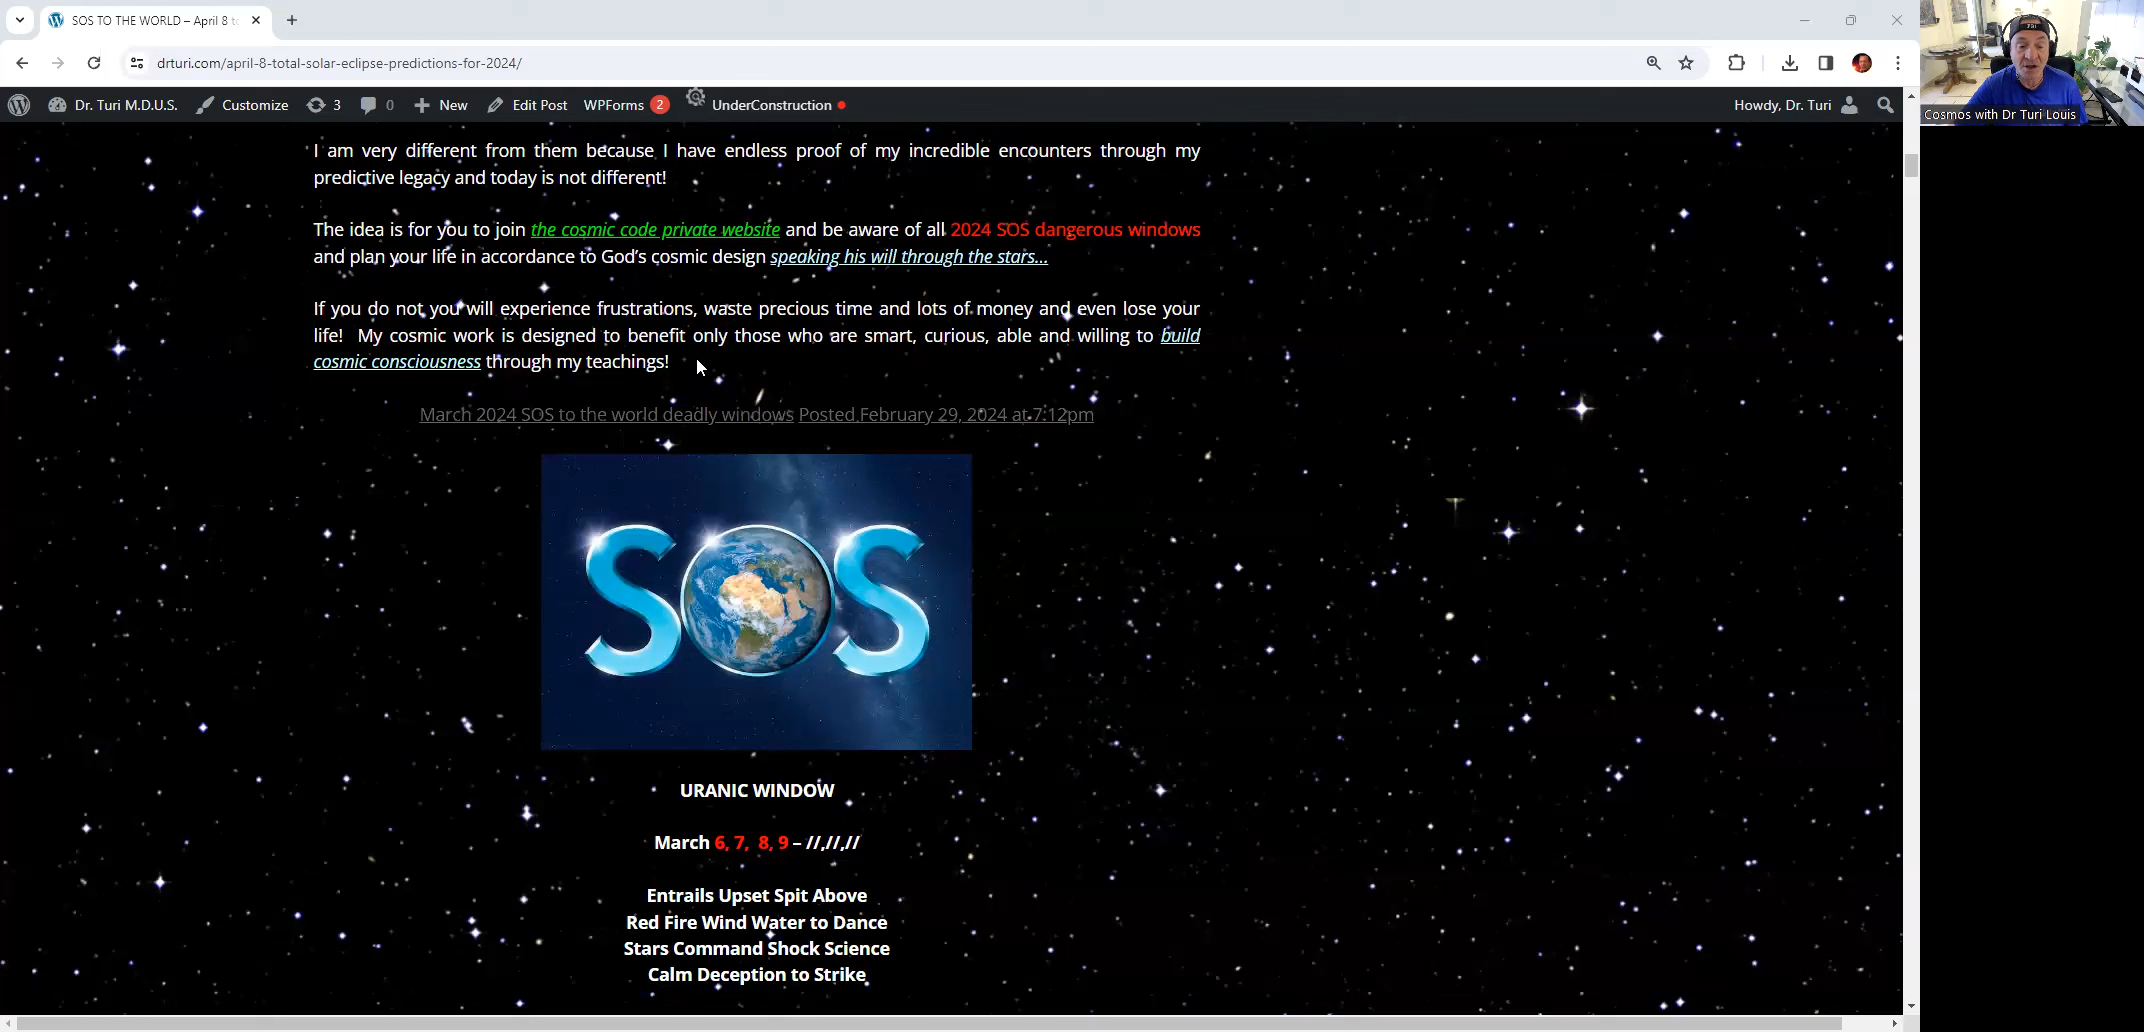 SOS TO THE WORLD – April 8 to
drturi.com/april-8-total-solar-eclipse-predictions-for-2024/
Dr. Turi M.D.U.S. Customize 3 0 New Edit Post WPForms 2 UnderConstruction Howdy, Dr. Turi
Cosmos with Dr Turi Louis
I am very different from them because I have endless proof of my incredible encounters through my
predictive legacy and today is not different!
The idea is for you to join the cosmic code private website and be aware of all 2024 SOS dangerous windows
and plan your life in accordance to God's cosmic design speaking his will through the stars...
If you do not you will experience frustrations, waste precious time and lots of money and even lose your
life! My cosmic work is designed to benefit only those who are smart, curious, able and willing to build
cosmic consciousness through my teachings!
March 2024 SOS to the world deadly windows Posted February 29, 2024 at 7:12pm
SOS
URANIC WINDOW
March 6, 7, 8, 9 – //,//,//
Entrails Upset Spit Above
Red Fire Wind Water to Dance
Stars Command Shock Science
Calm Deception to Strike